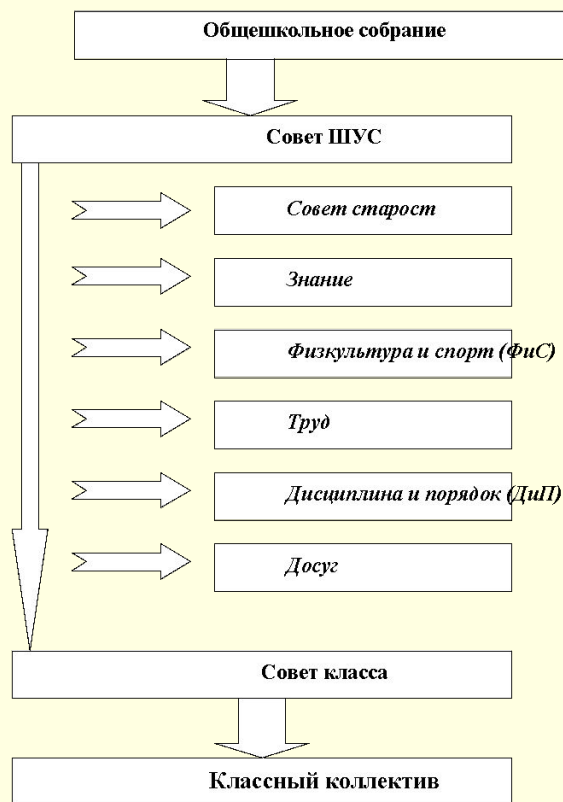 Общешкольное собрание
Совет ШУС
Совет старост
Знание
Физкультура и спорт (ФиС)
Труд
Дисциплина и порядок (ДиП)
Досуг
Совет класса
Классный коллектив